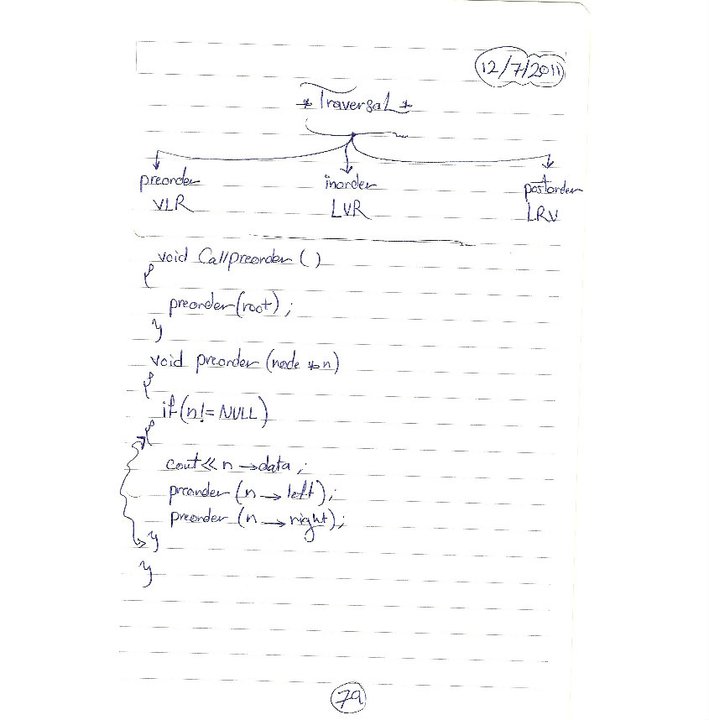 12/7/2011
* Traversal *
preorder inorder postorder
VLR LVR LRV
void Callpreorder ( )
{
preorder(root) ;
}
void preorder (node * n)
{
if (n != NULL)
{
cout << n → data ;
preorder (n → left) ;
preorder (n → right) ;
}
}
79